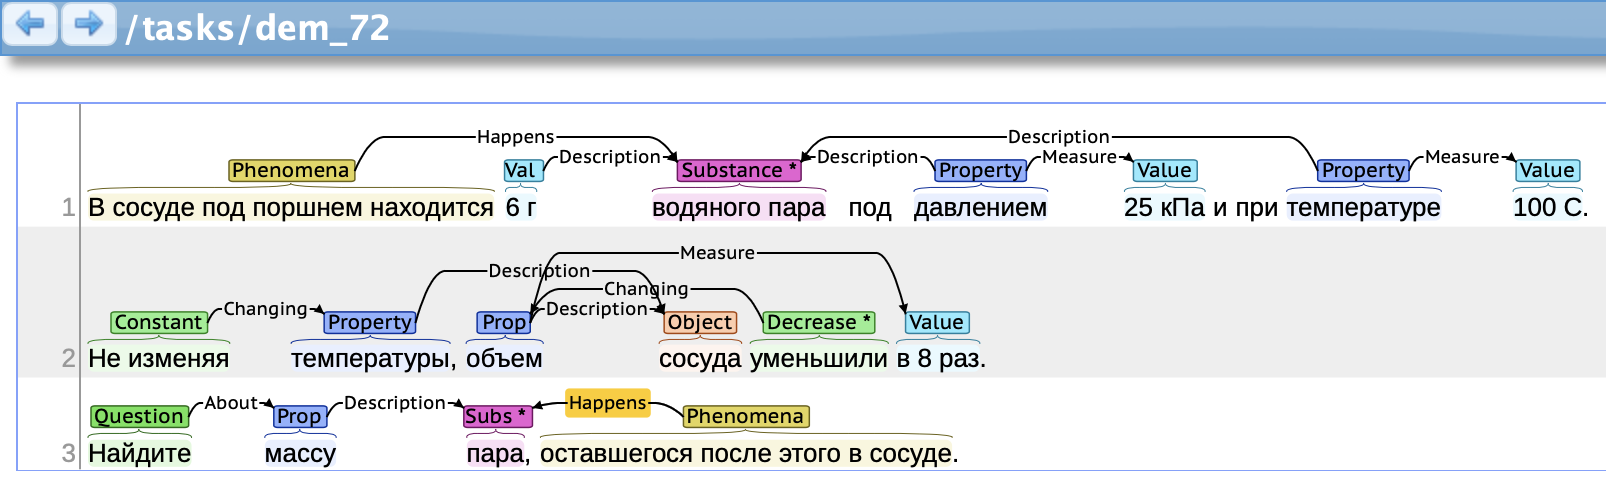 /tasks/dem_72
Happens Description
Phenomena Val Description Substance * Description Property Measure Value Property Measure Value
1 В сосуде под поршнем находится 6 г водяного пара под давлением 25 кПа и при температуре 100 С.
Measure
Description
Changing
Constant Changing Property Prop Description Object Decrease * Value
2 Не изменяя температуры, объем сосуда уменьшили в 8 раз.
Question About Prop Description Subs * Happens Phenomena
3 Найдите массу пара, оставшегося после этого в сосуде.